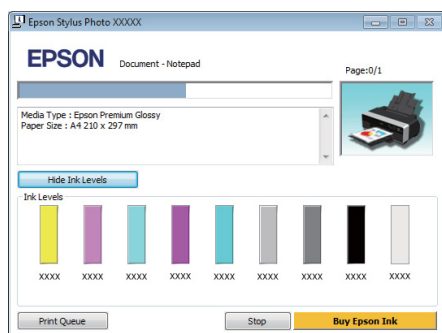 Epson Stylus Photo XXXXX
EPSON
Document - Notepad
Page:0/1
Media Type : Epson Premium Glossy
Paper Size : A4 210 x 297 mm
Hide Ink Levels
Ink Levels
XXXX XXXX XXXX XXXX XXXX XXXX XXXX XXXX XXXX
Print Queue Stop Buy Epson Ink